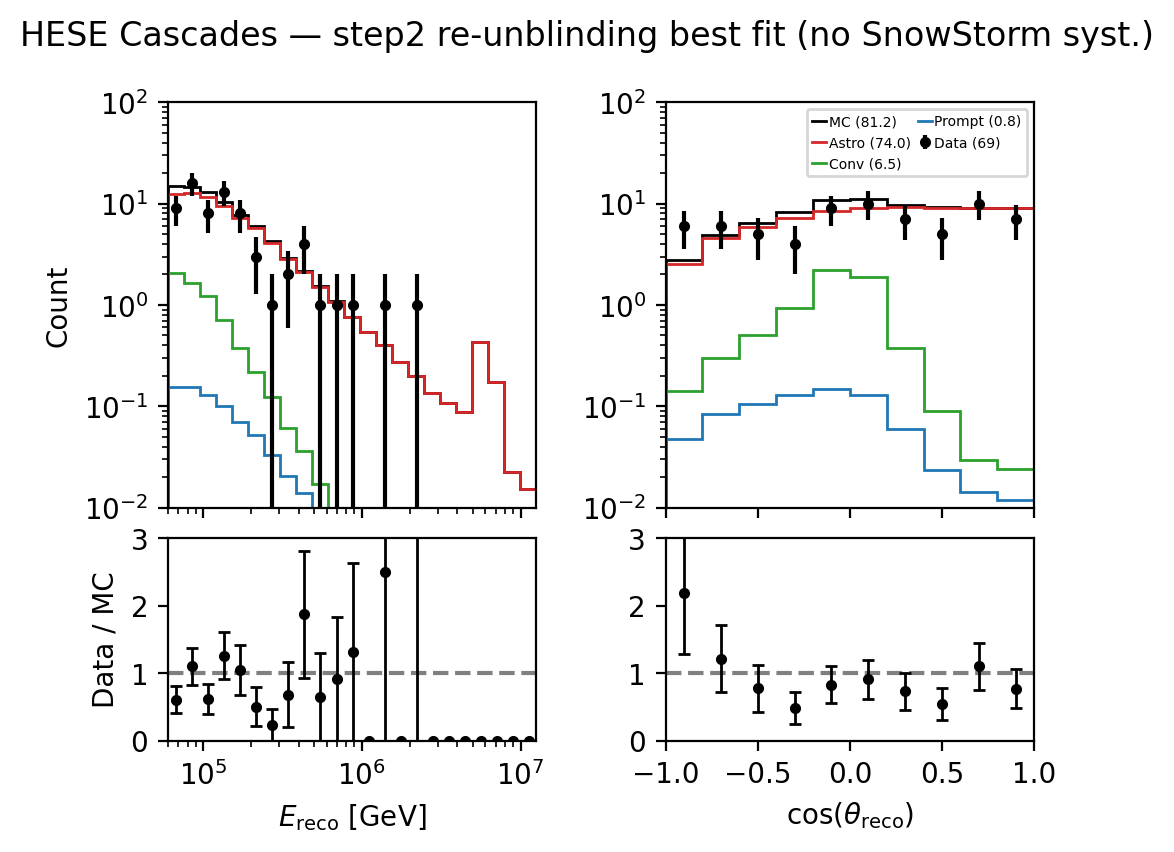 HESE Cascades — step2 re-unblinding best fit (no SnowStorm syst.)
10²
10¹
10⁰
10⁻¹
10⁻²
Count
10²
10¹
10⁰
10⁻¹
10⁻²
MC (81.2)
Astro (74.0)
Conv (6.5)
Prompt (0.8)
Data (69)
3
2
1
0
Data / MC
10⁵
10⁶
10⁷
E_reco [GeV]
3
2
1
0
−1.0
−0.5
0.0
0.5
1.0
cos(θ_reco)